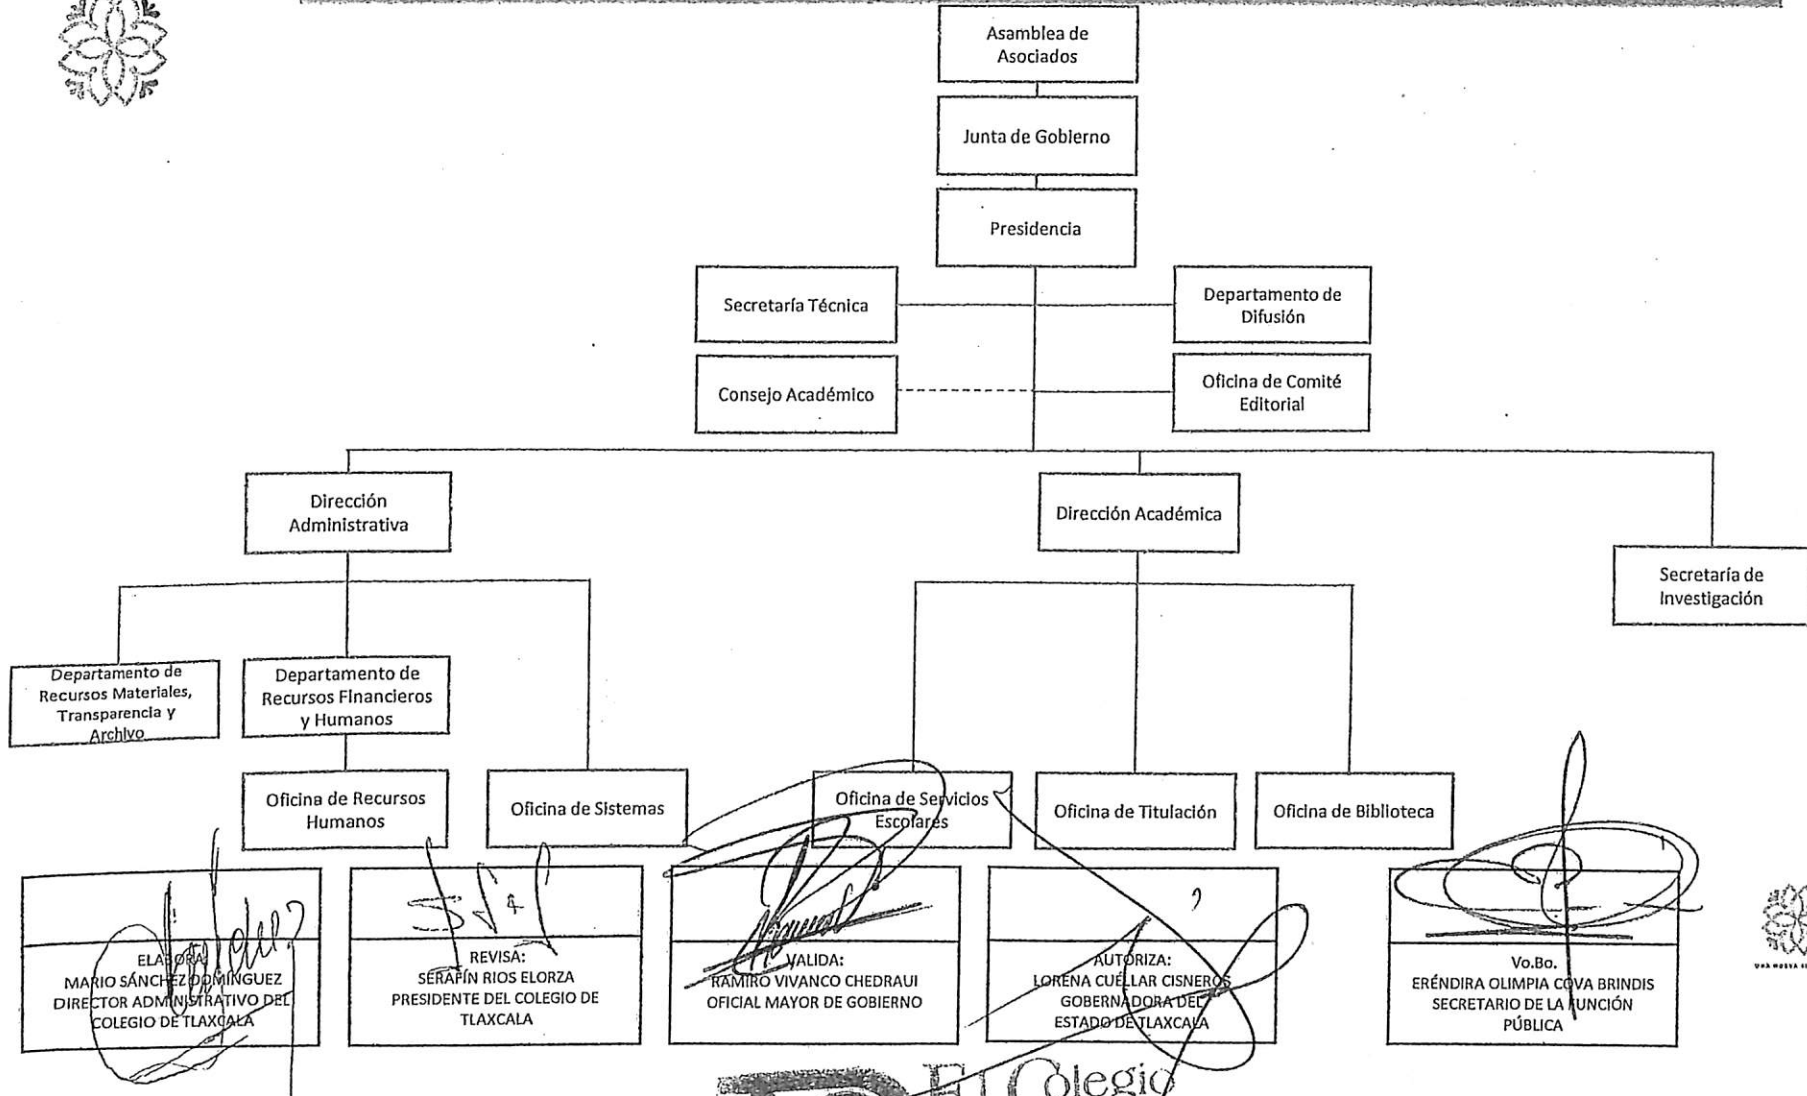 Asamblea de
Asociados
Junta de Gobierno
Presidencia
Secretaría Técnica
Departamento de
Difusión
Consejo Académico
Oficina de Comité
Editorial
Dirección
Administrativa
Dirección Académica
Secretaría de
Investigación
Departamento de
Recursos Materiales,
Transparencia y
Archivo
Departamento de
Recursos Financieros
y Humanos
Oficina de Recursos
Humanos
Oficina de Sistemas
Oficina de Servicios
Escolares
Oficina de Titulación
Oficina de Biblioteca
ELABORA:
MARIO SÁNCHEZ DOMÍNGUEZ
DIRECTOR ADMINISTRATIVO DEL
COLEGIO DE TLAXCALA
REVISA:
SERAFÍN RIOS ELORZA
PRESIDENTE DEL COLEGIO DE
TLAXCALA
VALIDA:
RAMIRO VIVANCO CHEDRAUI
OFICIAL MAYOR DE GOBIERNO
AUTORIZA:
LORENA CUÉLLAR CISNEROS
GOBERNADORA DEL
ESTADO DE TLAXCALA
Vo.Bo.
ERÉNDIRA OLIMPIA COVA BRINDIS
SECRETARIO DE LA FUNCIÓN
PÚBLICA
UNA NUEVA
El Colegio